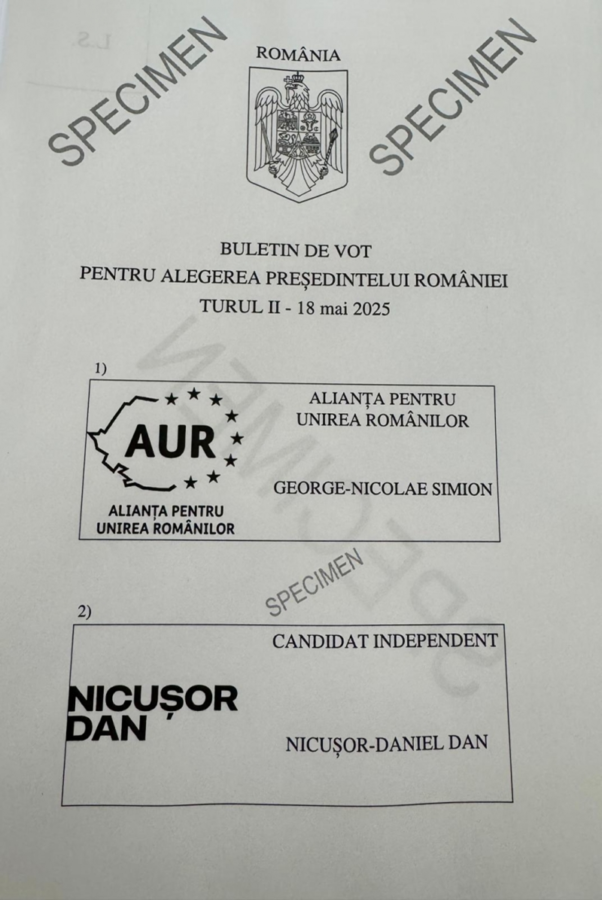 L.S.
SPECIMEN
SPECIMEN
ROMÂNIA
BULETIN DE VOT
PENTRU ALEGEREA PREȘEDINTELUI ROMÂNIEI
TURUL II - 18 mai 2025
SPECIMEN
1)
AUR
ALIANȚA PENTRU
UNIREA ROMÂNILOR
ALIANȚA PENTRU
UNIREA ROMÂNILOR
GEORGE-NICOLAE SIMION
SPECIMEN
2)
NICUȘOR
DAN
CANDIDAT INDEPENDENT
NICUȘOR-DANIEL DAN